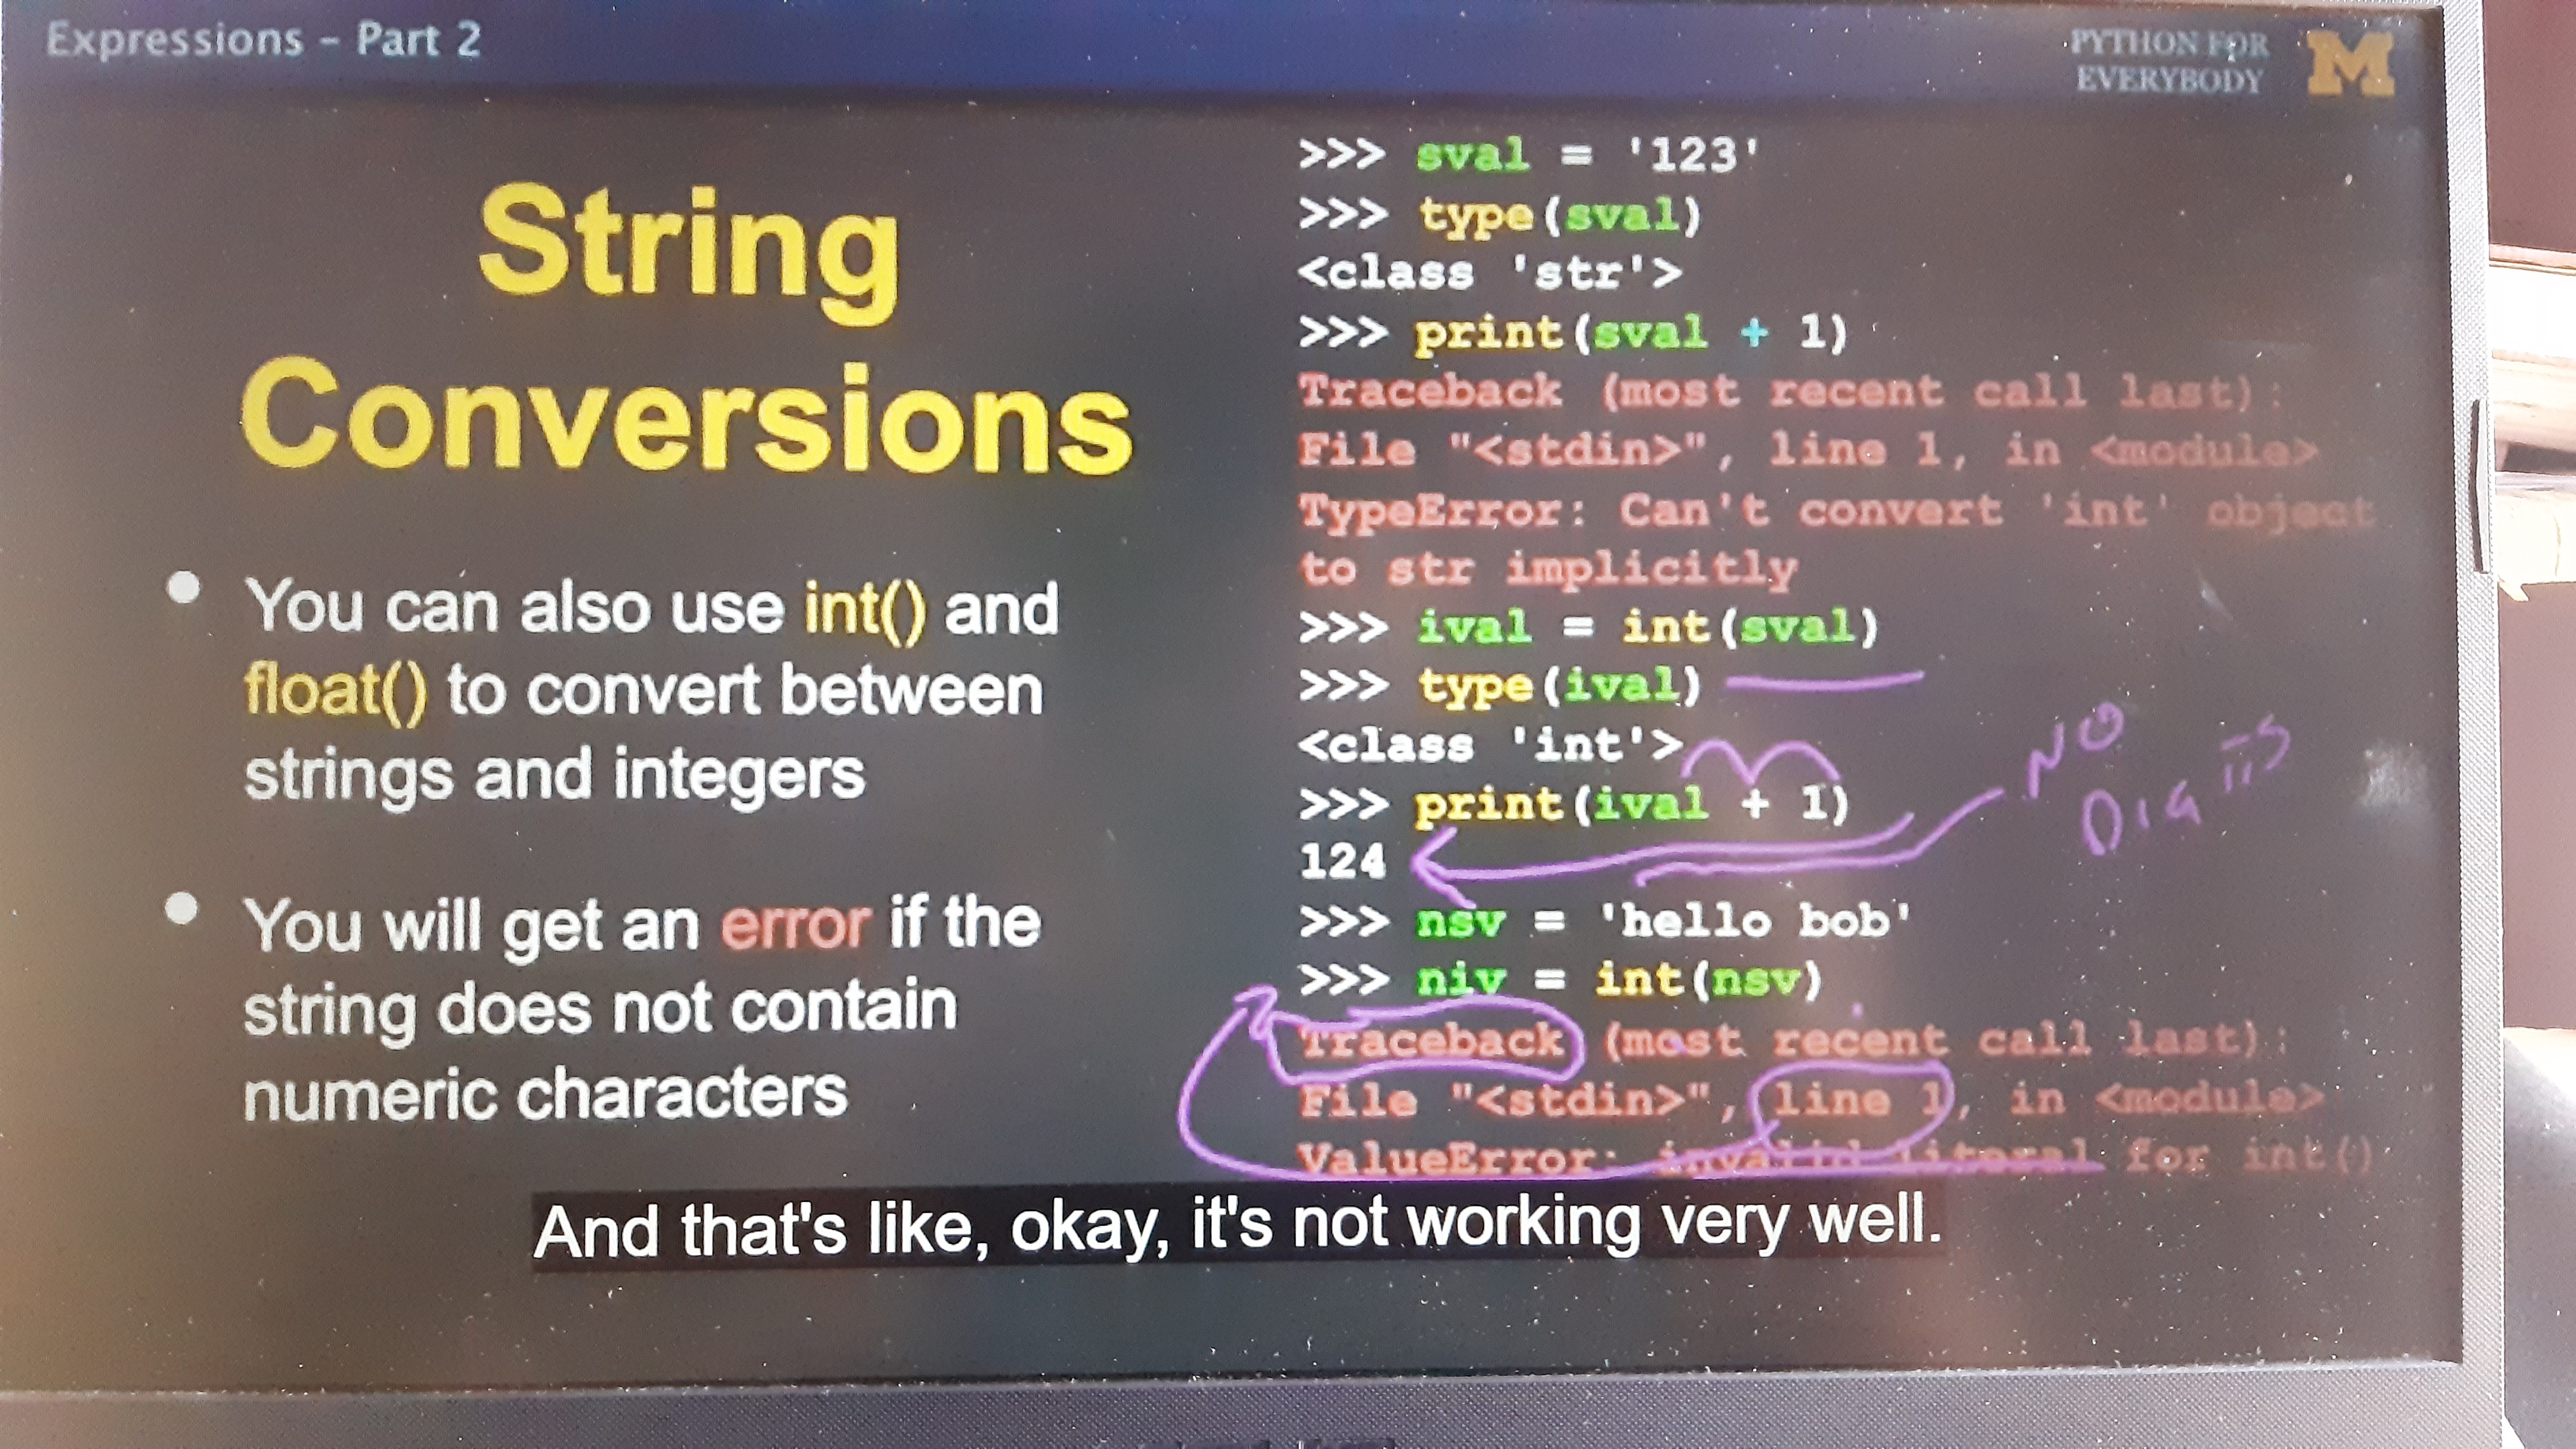 Expressions - Part 2
PYTHON FOR
EVERYBODY
M
String
Conversions
• You can also use int() and
float() to convert between
strings and integers
• You will get an error if the
string does not contain
numeric characters
>>> sval = '123'
>>> type(sval)
<class 'str'>
>>> print(sval + 1)
Traceback (most recent call last):
File "<stdin>", line 1, in <module>
TypeError: Can't convert 'int' object
to str implicitly
>>> ival = int(sval)
>>> type(ival)
<class 'int'>
>>> print(ival + 1)
124
>>> nsv = 'hello bob'
>>> niv = int(nsv)
Traceback (most recent call last):
File "<stdin>", line 1, in <module>
ValueError: invalid literal for int()
NO
DIGITS
And that's like, okay, it's not working very well.